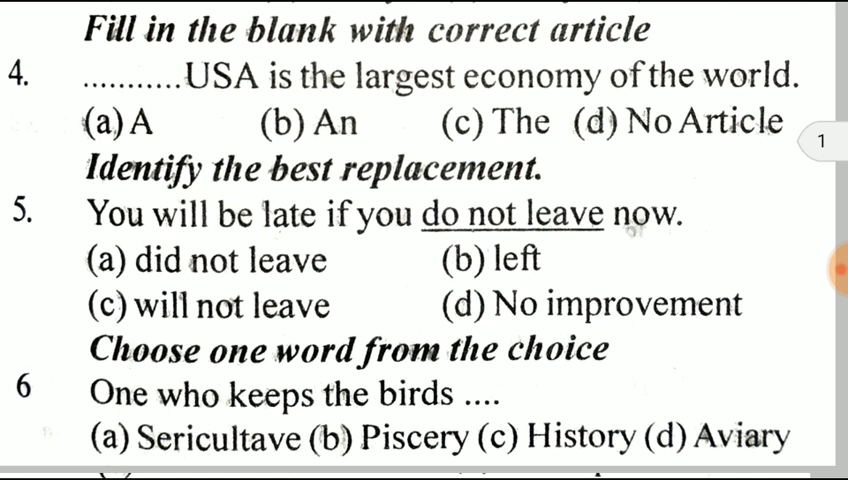 Fill in the blank with correct article
4. ...........USA is the largest economy of the world.
(a) A (b) An (c) The (d) No Article
1
Identify the best replacement.
5. You will be late if you do not leave now.
(a) did not leave (b) left
(c) will not leave (d) No improvement
Choose one word from the choice
6 One who keeps the birds ....
(a) Sericultave (b) Piscery (c) History (d) Aviary